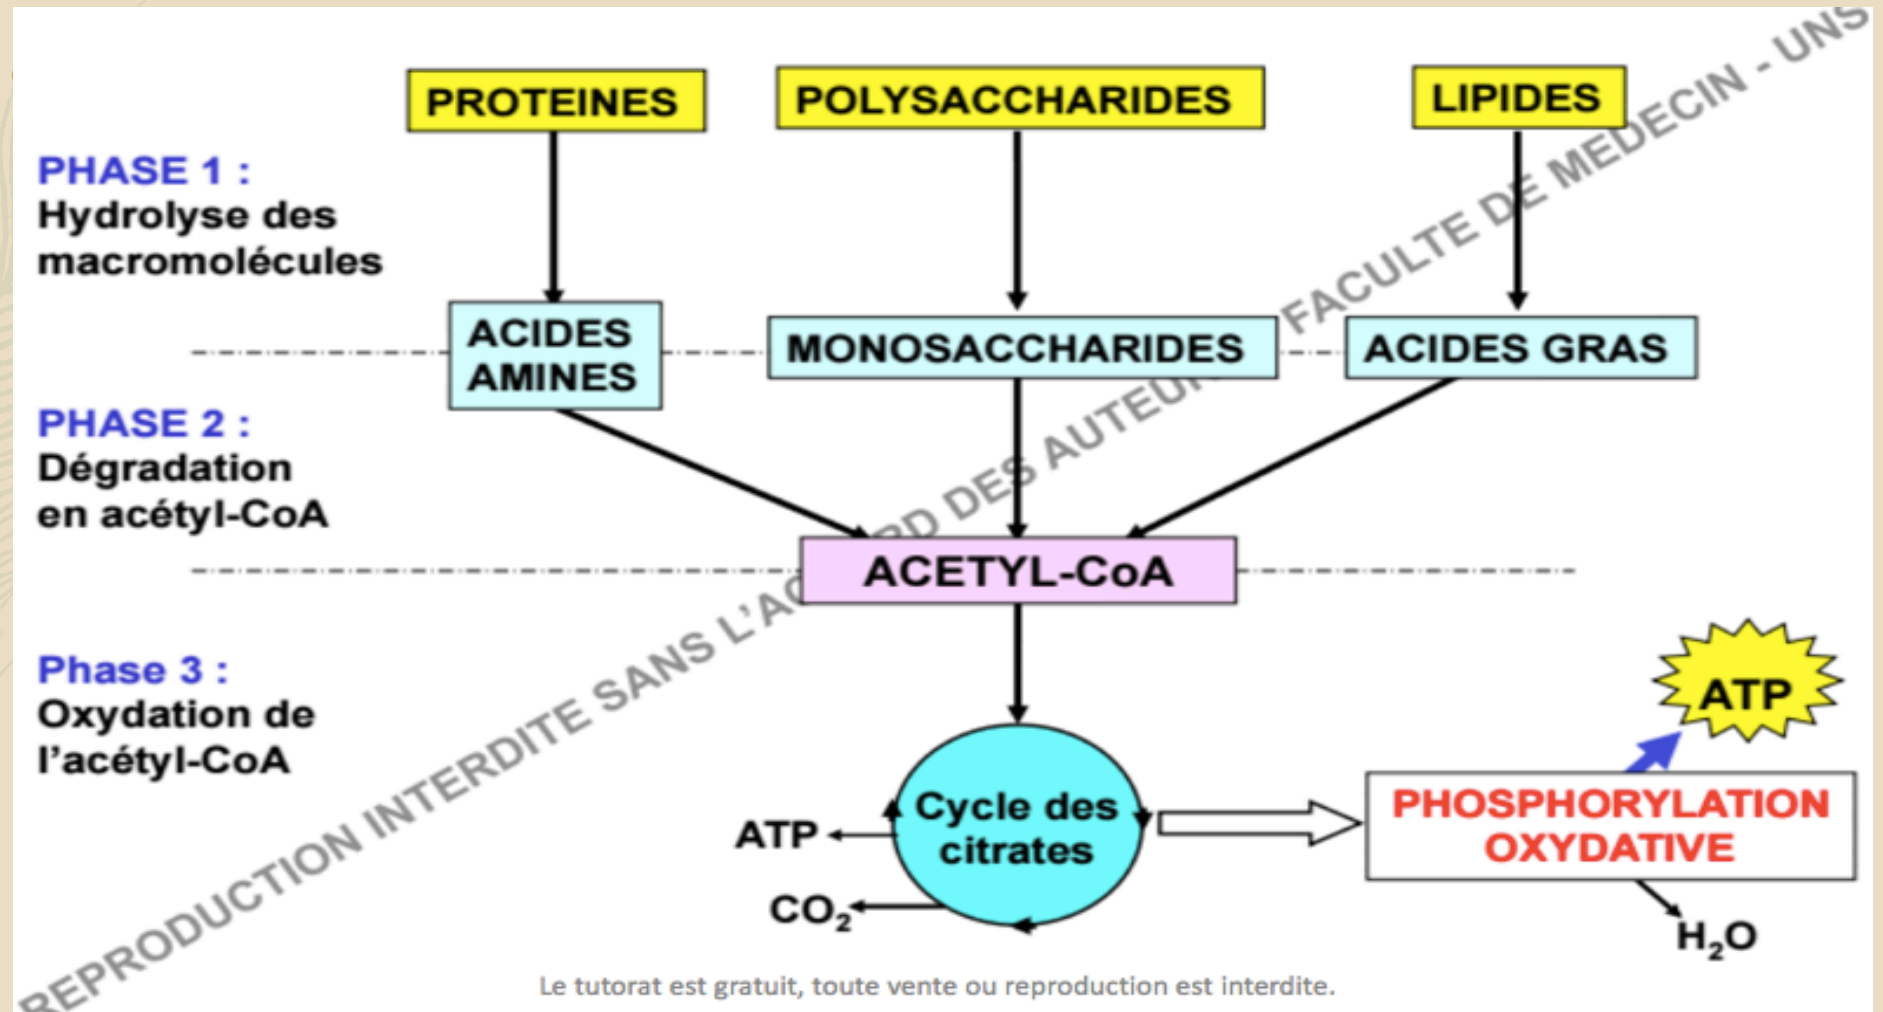 PROTEINES
POLYSACCHARIDES
LIPIDES
PHASE 1 :
Hydrolyse des
macromolécules
ACIDES
AMINES
MONOSACCHARIDES
ACIDES GRAS
PHASE 2 :
Dégradation
en acétyl-CoA
ACETYL-CoA
Phase 3 :
Oxydation de
l'acétyl-CoA
ATP
Cycle des
citrates
ATP
CO₂
PHOSPHORYLATION
OXYDATIVE
H₂O
REPRODUCTION INTERDITE SANS L'ACCORD DES AUTEURS FACULTE DE MEDECIN - UNS
Le tutorat est gratuit, toute vente ou reproduction est interdite.